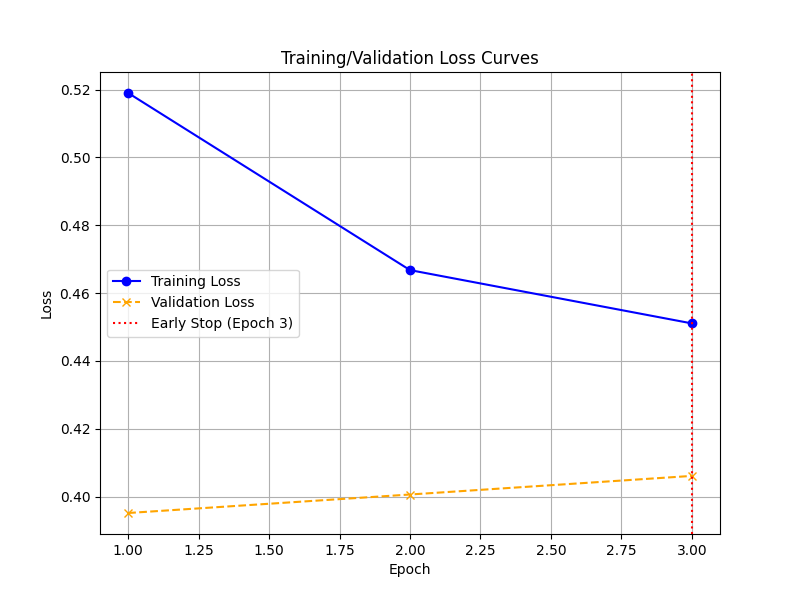 Training/Validation Loss Curves
0.52
0.50
0.48
0.46
0.44
0.42
0.40
Loss
Training Loss
Validation Loss
Early Stop (Epoch 3)
1.00 1.25 1.50 1.75 2.00 2.25 2.50 2.75 3.00
Epoch